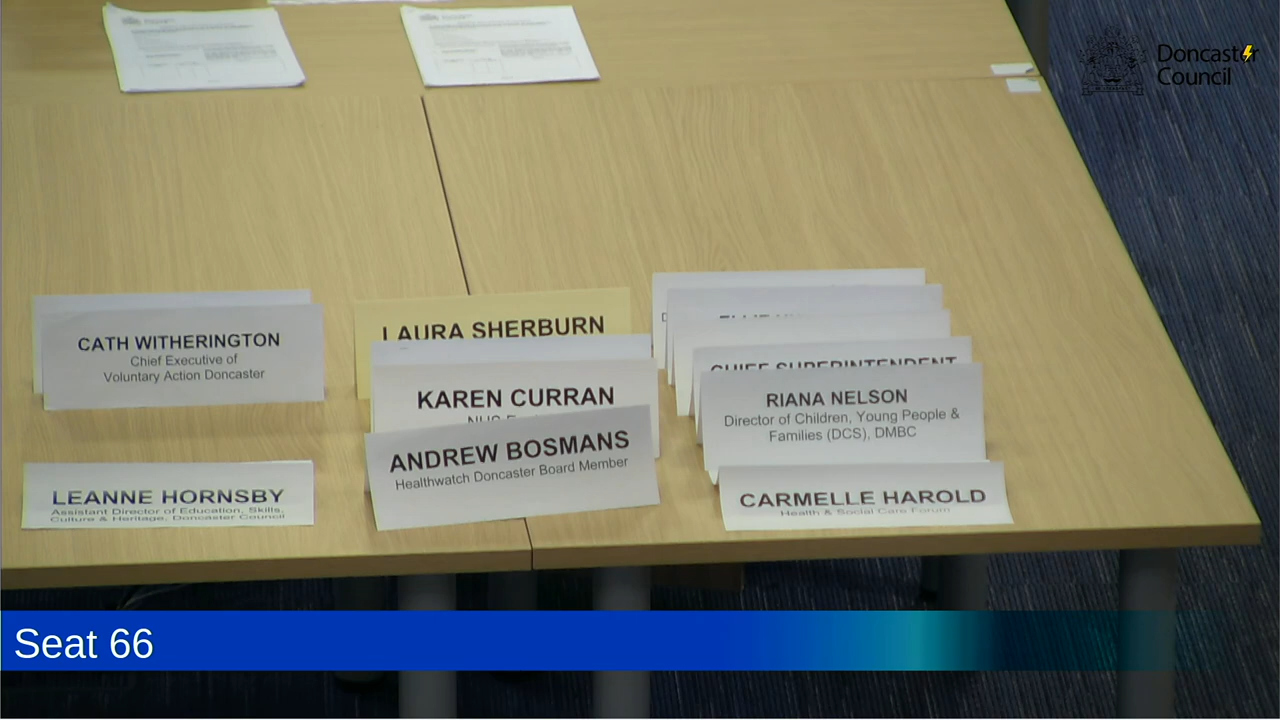 Doncaster
Council
CATH WITHERINGTON
Chief Executive of
Voluntary Action Doncaster
LAURA SHERBURN
KAREN CURRAN
ANDREW BOSMANS
Healthwatch Doncaster Board Member
CHIEF SUPERINTENDENT
RIANA NELSON
Director of Children, Young People &
Families (DCS), DMBC
LEANNE HORNSBY
Assistant Director of Education, Skills,
Culture & Heritage, Doncaster Council
CARMELLE HAROLD
Health & Social Care Forum
Seat 66